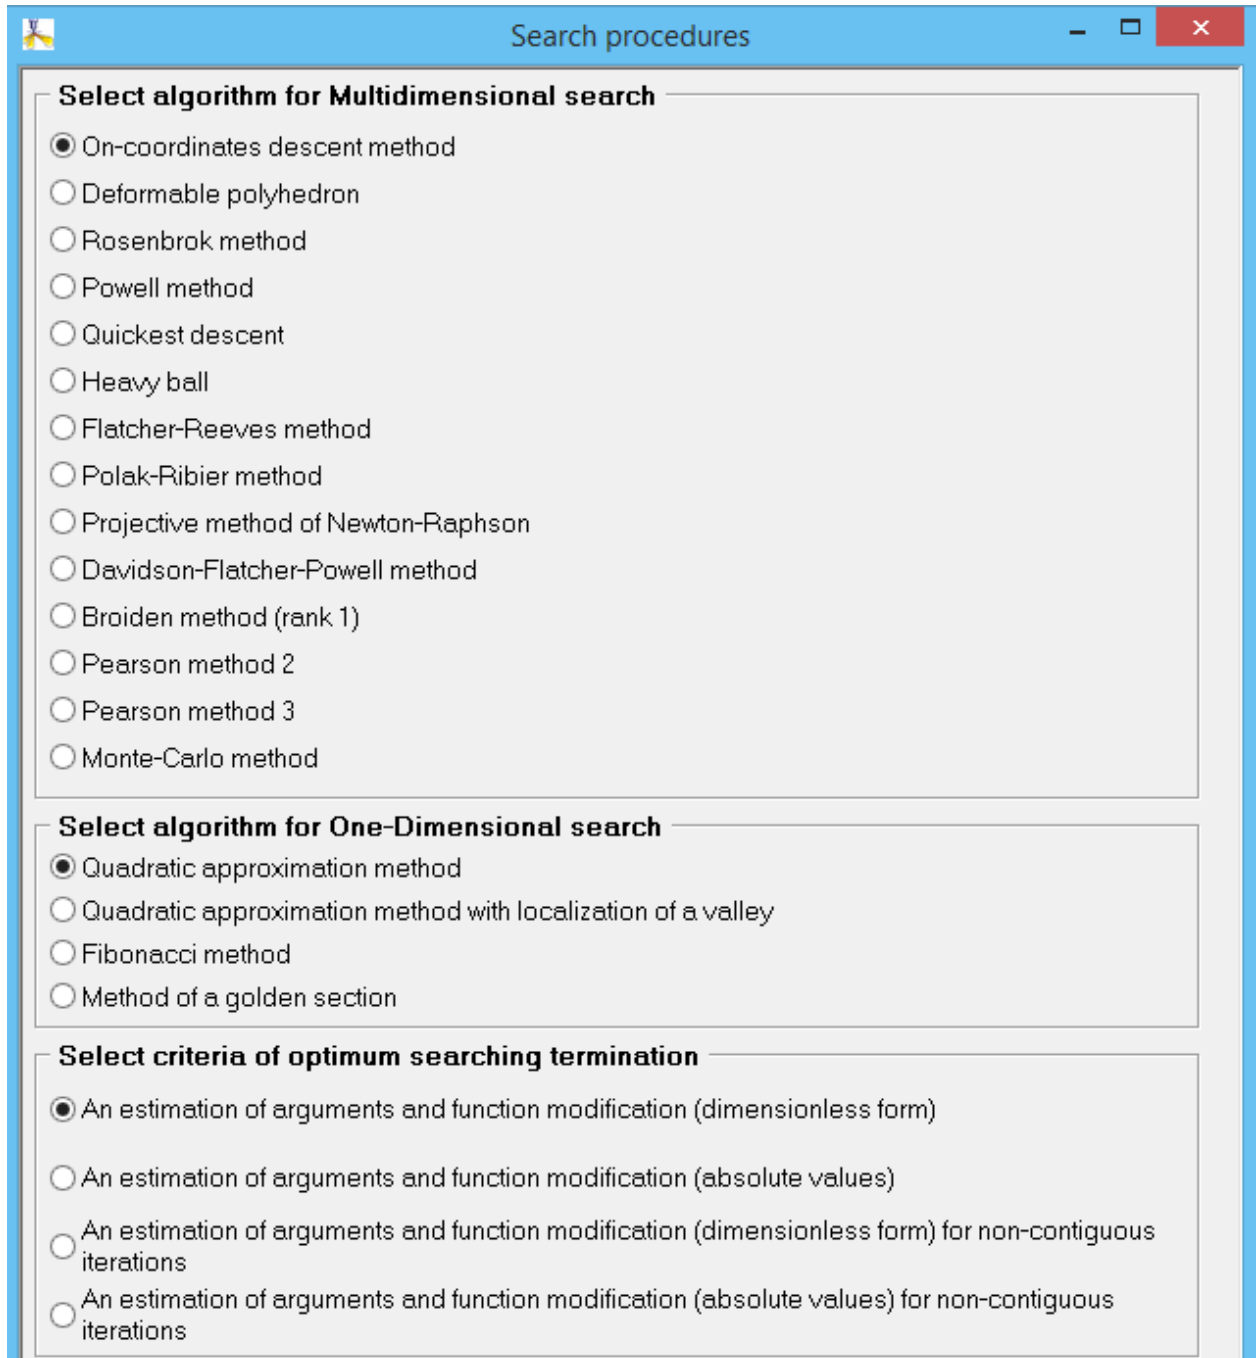 Search procedures
Select algorithm for Multidimensional search
On-coordinates descent method
Deformable polyhedron
Rosenbrok method
Powell method
Quickest descent
Heavy ball
Flatcher-Reeves method
Polak-Ribier method
Projective method of Newton-Raphson
Davidson-Flatcher-Powell method
Broiden method (rank 1)
Pearson method 2
Pearson method 3
Monte-Carlo method
Select algorithm for One-Dimensional search
Quadratic approximation method
Quadratic approximation method with localization of a valley
Fibonacci method
Method of a golden section
Select criteria of optimum searching termination
An estimation of arguments and function modification (dimensionless form)
An estimation of arguments and function modification (absolute values)
An estimation of arguments and function modification (dimensionless form) for non-contiguous
iterations
An estimation of arguments and function modification (absolute values) for non-contiguous
iterations